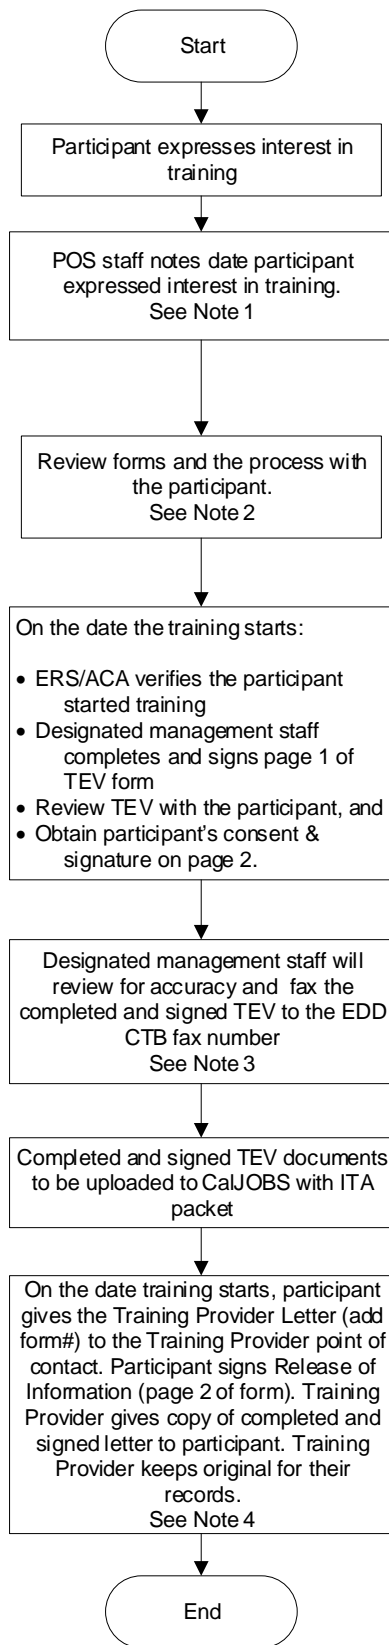 Start
Participant expresses interest in
training
POS staff notes date participant
expressed interest in training.
See Note 1
Review forms and the process with
the participant.
See Note 2
On the date the training starts:
• ERS/ACA verifies the participant
started training
• Designated management staff
completes and signs page 1 of
TEV form
• Review TEV with the participant, and
• Obtain participant's consent &
signature on page 2.
Designated management staff will
review for accuracy and fax the
completed and signed TEV to the EDD
CTB fax number
See Note 3
Completed and signed TEV documents
to be uploaded to CalJOBS with ITA
packet
On the date training starts, participant
gives the Training Provider Letter (add
form#) to the Training Provider point of
contact. Participant signs Release of
Information (page 2 of form). Training
Provider gives copy of completed and
signed letter to participant. Training
Provider keeps original for their
records.
See Note 4
End